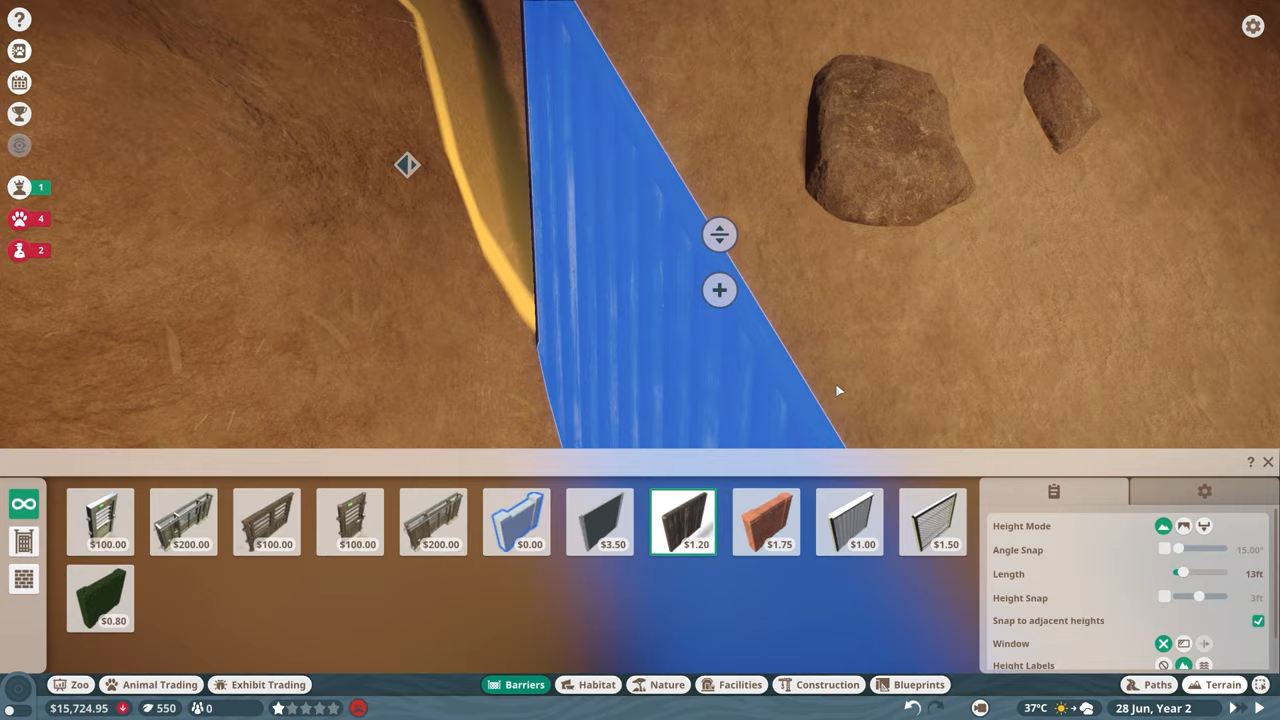 1
4
2
?
$100.00
$200.00
$100.00
$100.00
$200.00
$0.00
$3.50
$1.20
$1.75
$1.00
$1.50
$0.80
Height Mode
Angle Snap
15.00°
Length
13ft
Height Snap
3ft
Snap to adjacent heights
Window
Height Labels
Zoo
Animal Trading
Exhibit Trading
Barriers
Habitat
Nature
Facilities
Construction
Blueprints
Paths
Terrain
$15,724.95
550
0
37°C
28 Jun, Year 2